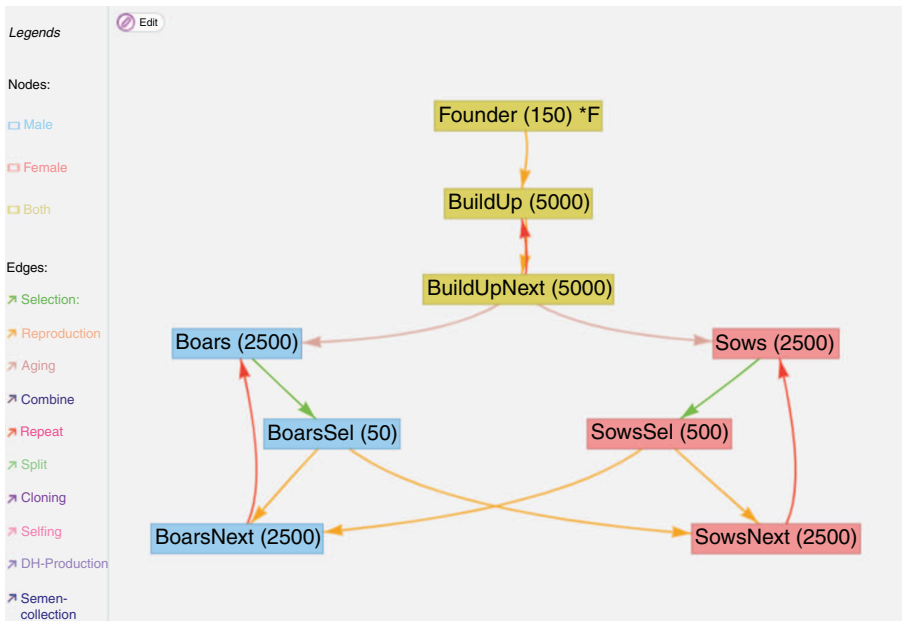 Legends
Edit
Nodes:
Male
Female
Both
Edges:
Selection:
Reproduction
Aging
Combine
Repeat
Split
Cloning
Selfing
DH-Production
Semen-
collection
Founder (150) *F
BuildUp (5000)
BuildUpNext (5000)
Boars (2500)
Sows (2500)
BoarsSel (50)
SowsSel (500)
BoarsNext (2500)
SowsNext (2500)